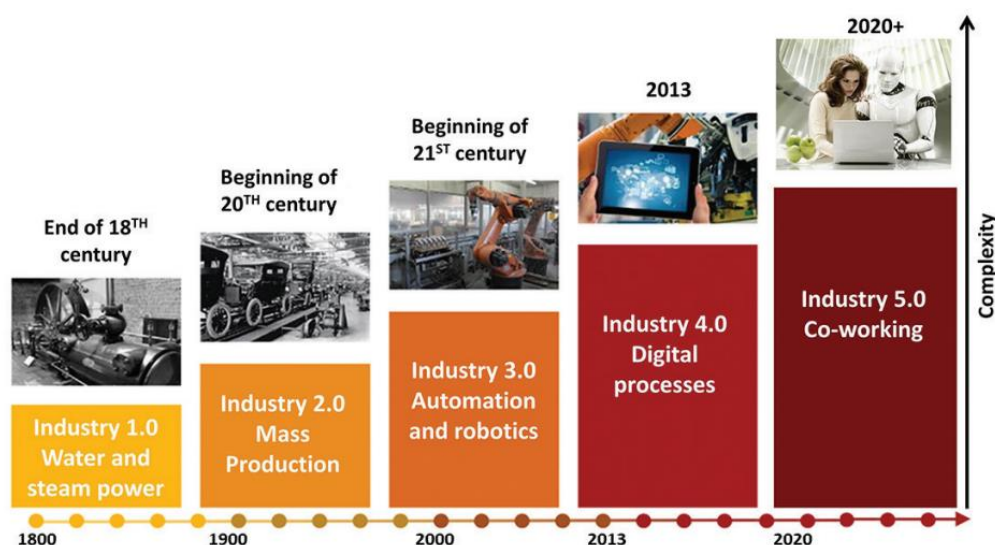 End of 18TH
century
Beginning of
20TH century
Beginning of
21ST century
2013
2020+
Industry 1.0
Water and
steam power
Industry 2.0
Mass
Production
Industry 3.0
Automation
and robotics
Industry 4.0
Digital
processes
Industry 5.0
Co-working
Complexity
1800
1900
2000
2013
2020